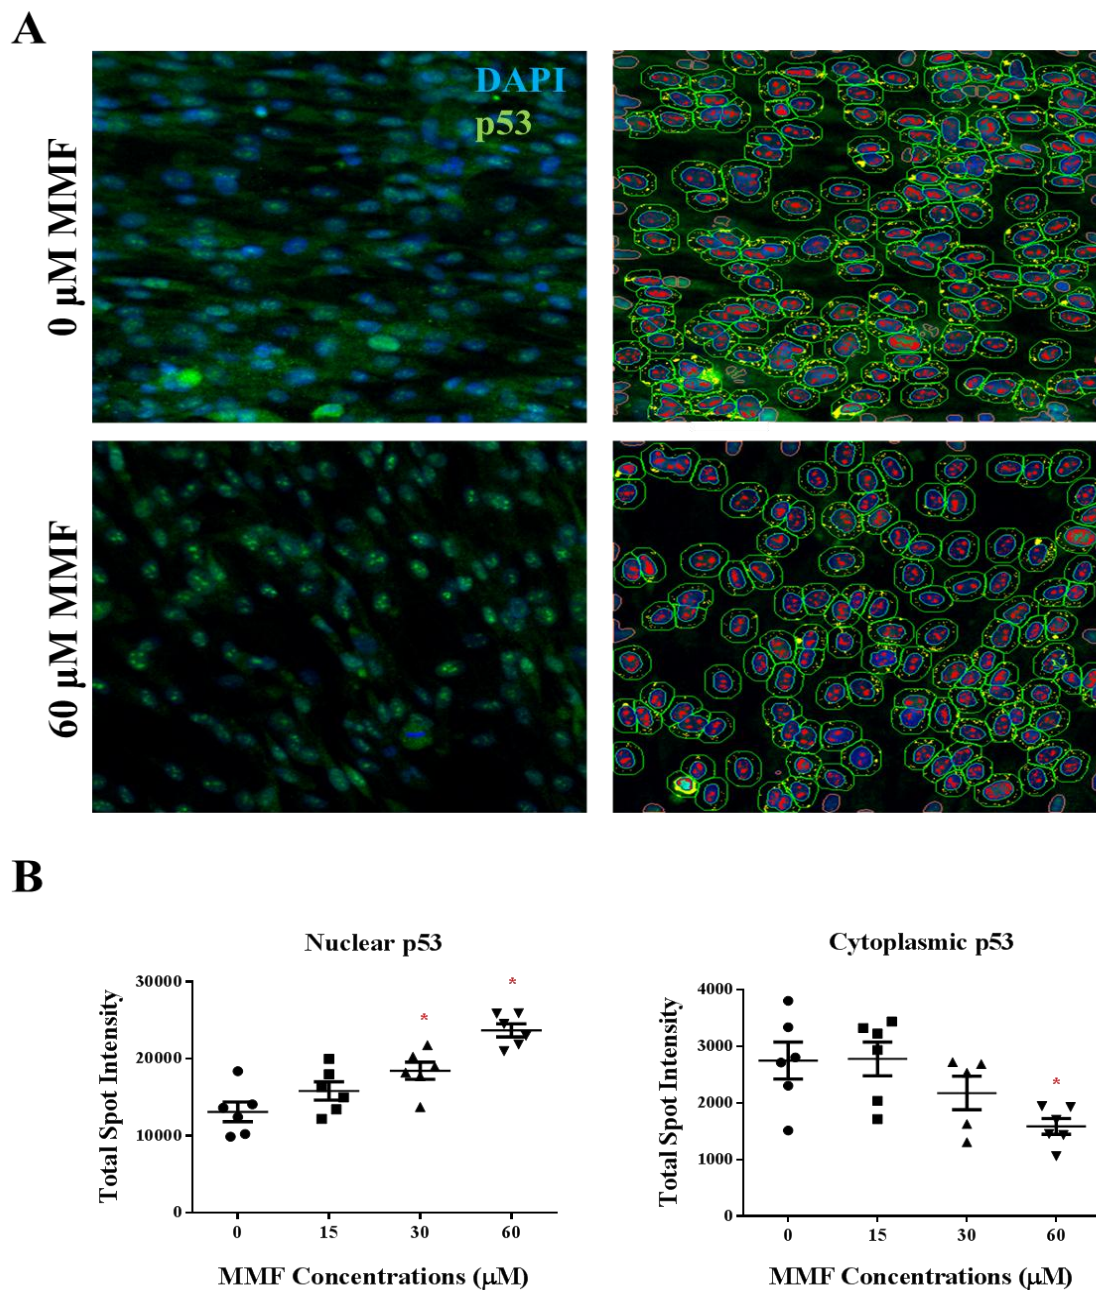 A
DAPI
p53
0 μM MMF
60 μM MMF
B
Nuclear p53
Total Spot Intensity
30000
20000
10000
0
*
*
0 15 30 60
MMF Concentrations (μM)
Cytoplasmic p53
Total Spot Intensity
4000
3000
2000
1000
0
*
0 15 30 60
MMF Concentrations (μM)